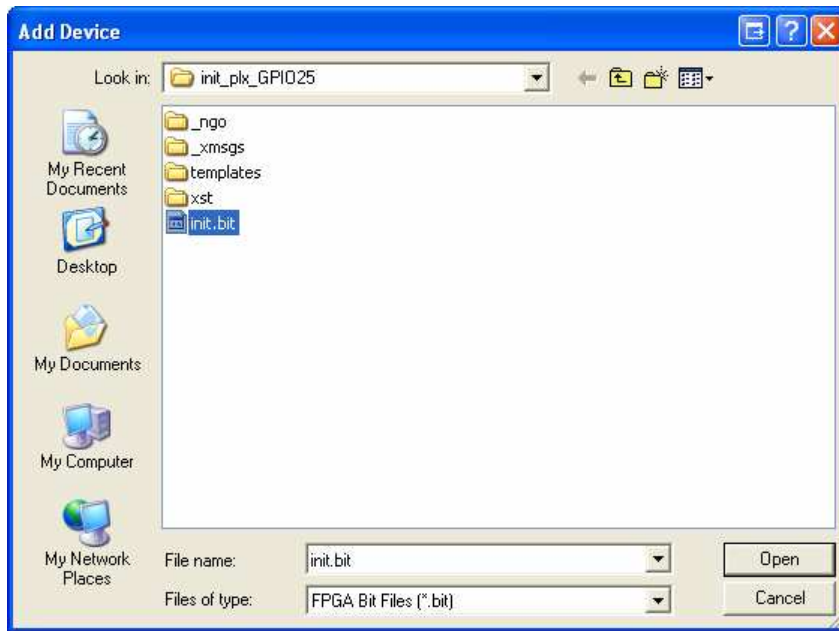 Add Device
Look in:
init_plx_GPIO25
My Recent
Documents
Desktop
My Documents
My Computer
My Network
Places
_ngo
_xmsgs
templates
xst
init.bit
File name:
init.bit
Open
Files of type:
FPGA Bit Files (*.bit)
Cancel